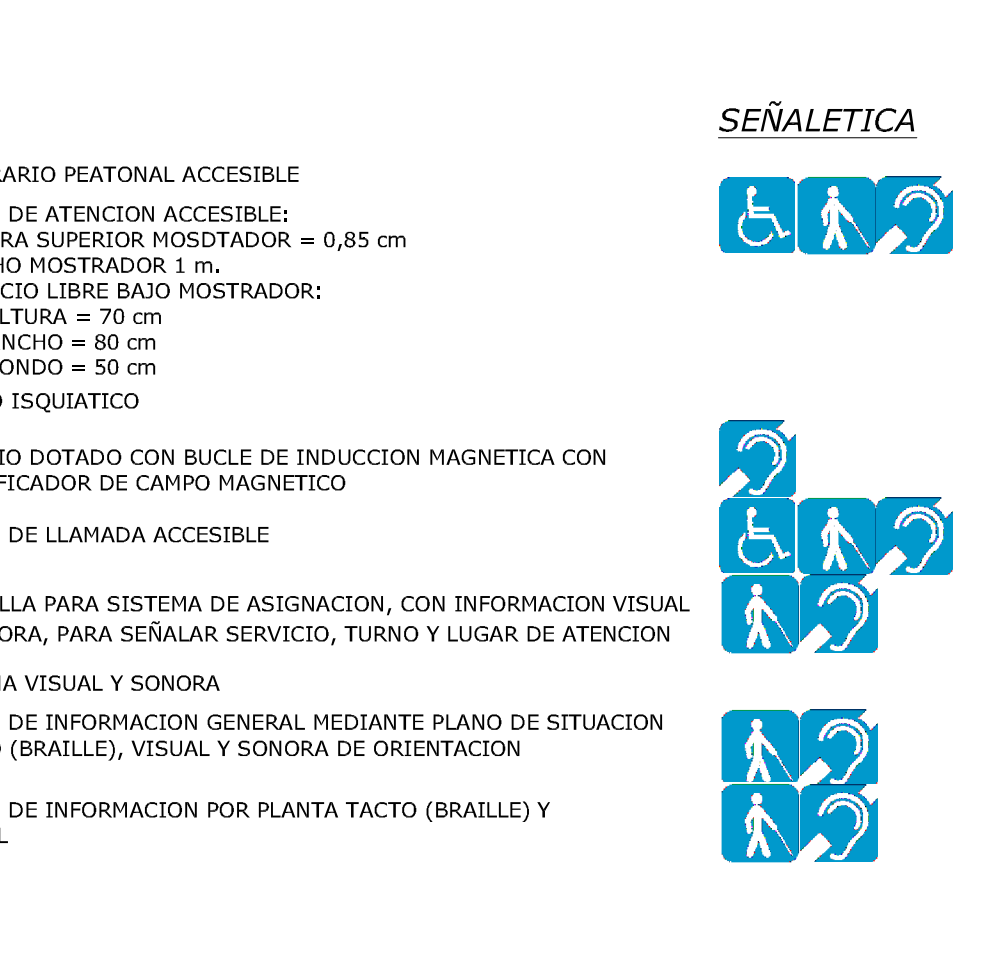 SEÑALETICA
RARIO PEATONAL ACCESIBLE
DE ATENCION ACCESIBLE:
RA SUPERIOR MOSDTADOR = 0,85 cm
HO MOSTRADOR 1 m.
CIO LIBRE BAJO MOSTRADOR:
LTURA = 70 cm
NCHO = 80 cm
ONDO = 50 cm
O ISQUIATICO
IO DOTADO CON BUCLE DE INDUCCION MAGNETICA CON
FICADOR DE CAMPO MAGNETICO
DE LLAMADA ACCESIBLE
LLA PARA SISTEMA DE ASIGNACION, CON INFORMACION VISUAL
ORA, PARA SEÑALAR SERVICIO, TURNO Y LUGAR DE ATENCION
NA VISUAL Y SONORA
DE INFORMACION GENERAL MEDIANTE PLANO DE SITUACION
O (BRAILLE), VISUAL Y SONORA DE ORIENTACION
DE INFORMACION POR PLANTA TACTO (BRAILLE) Y
L